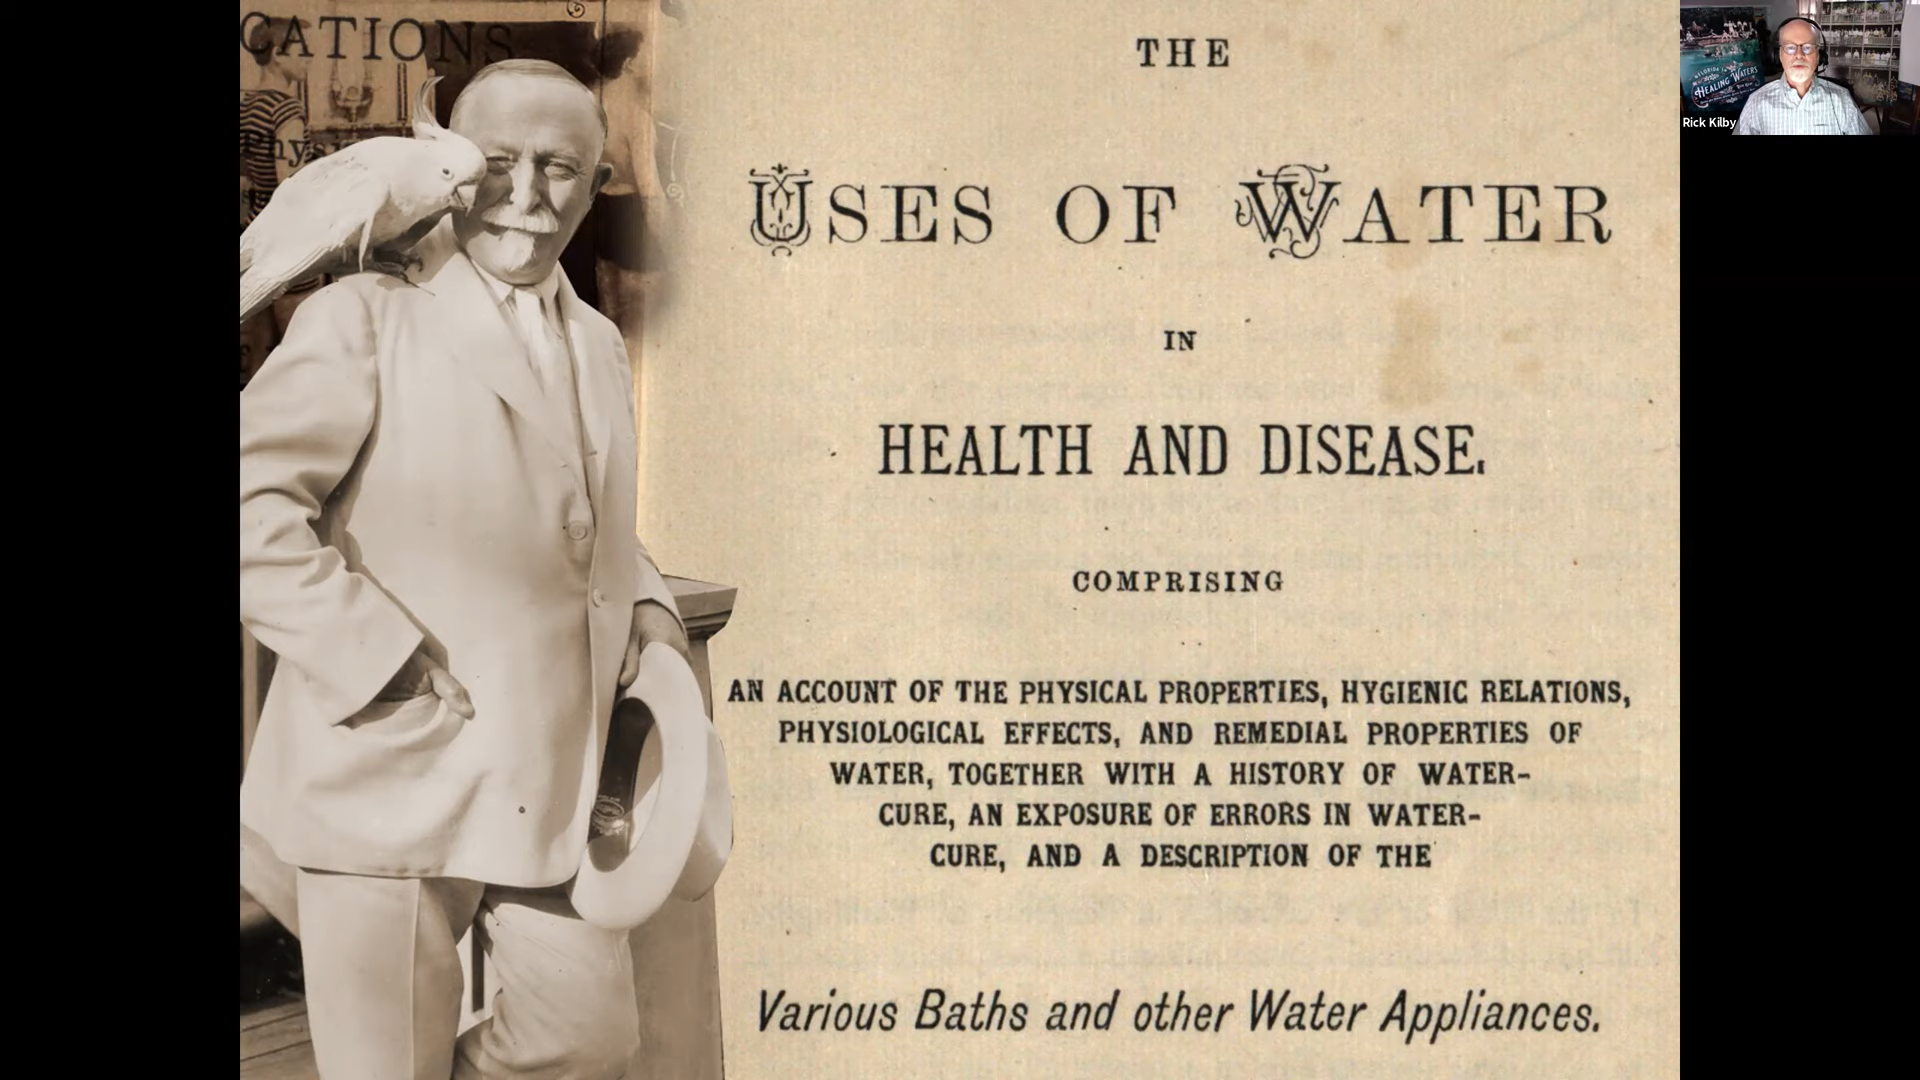 CATIONS
Physi
THE
USES OF WATER
IN
HEALTH AND DISEASE.
COMPRISING
AN ACCOUNT OF THE PHYSICAL PROPERTIES, HYGIENIC RELATIONS,
PHYSIOLOGICAL EFFECTS, AND REMEDIAL PROPERTIES OF
WATER, TOGETHER WITH A HISTORY OF WATER-
CURE, AN EXPOSURE OF ERRORS IN WATER-
CURE, AND A DESCRIPTION OF THE
Various Baths and other Water Appliances.
HEALING WATERS
Rick Kilby